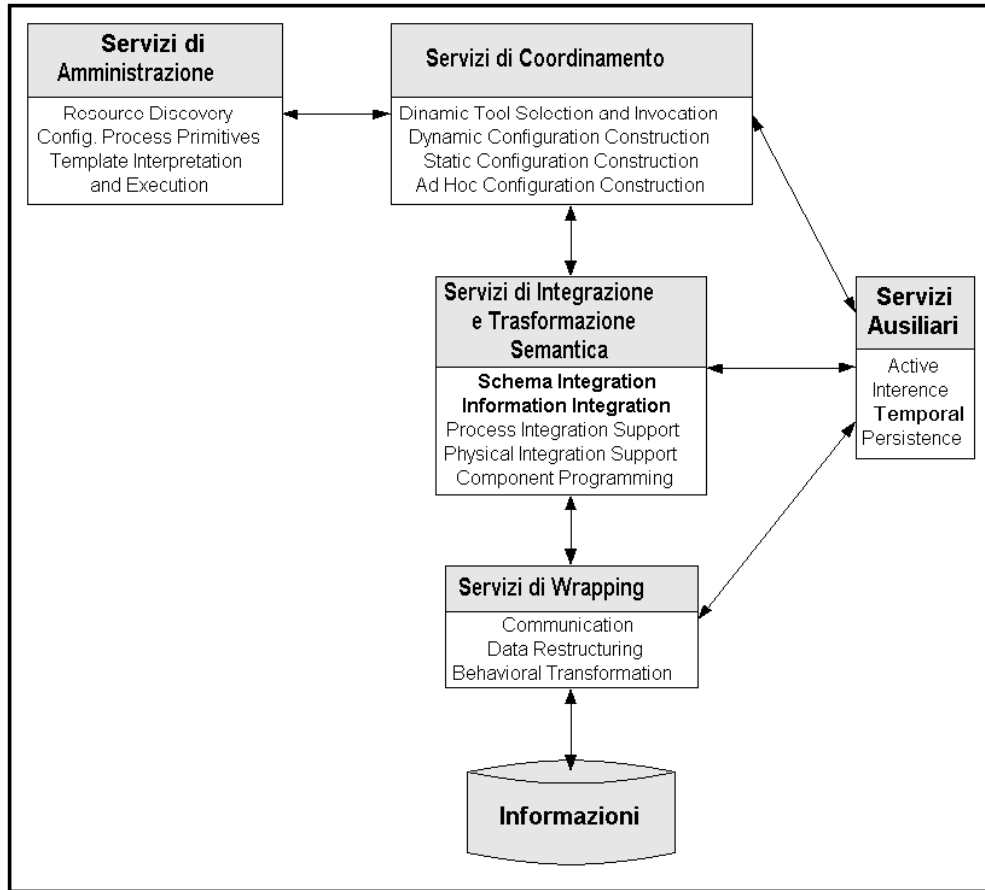 Servizi di
Amministrazione
Resource Discovery
Config. Process Primitives
Template Interpretation
and Execution
Servizi di Coordinamento
Dinamic Tool Selection and Invocation
Dynamic Configuration Construction
Static Configuration Construction
Ad Hoc Configuration Construction
Servizi di Integrazione
e Trasformazione
Semantica
Schema Integration
Information Integration
Process Integration Support
Physical Integration Support
Component Programming
Servizi
Ausiliari
Active
Interence
Temporal
Persistence
Servizi di Wrapping
Communication
Data Restructuring
Behavioral Transformation
Informazioni